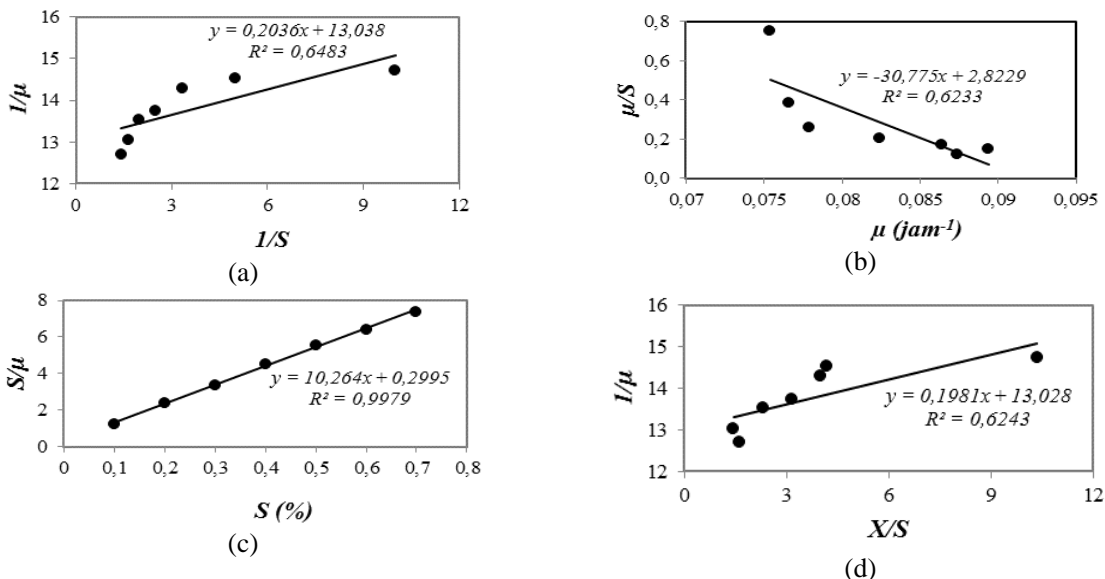 16
15
14
13
12
1/μ
y = 0,2036x + 13,038
R² = 0,6483
0 3 6 9 12
1/S
(a)
0,8
0,6
0,4
0,2
0,0
μ/S
y = -30,775x + 2,8229
R² = 0,6233
0,07 0,075 0,08 0,085 0,09 0,095
μ (jam⁻¹)
(b)
8
6
4
2
0
S/μ
y = 10,264x + 0,2995
R² = 0,9979
0 0,1 0,2 0,3 0,4 0,5 0,6 0,7 0,8
S (%)
(c)
16
15
14
13
12
1/μ
y = 0,1981x + 13,028
R² = 0,6243
0 3 6 9 12
X/S
(d)